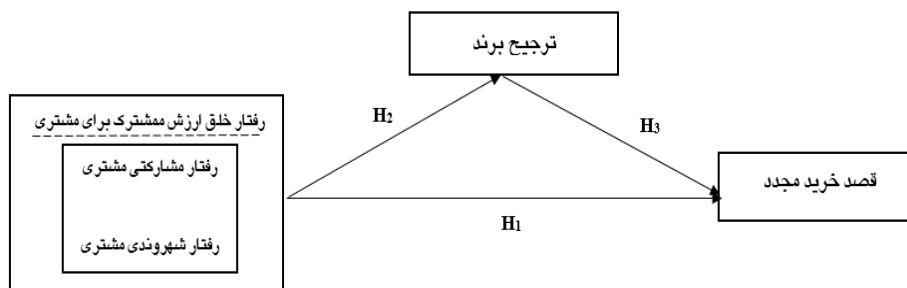 ترجیح برند
رفتار خلق ارزش ممشترک برای مشتری
رفتار مشارکتی مشتری
رفتار شهروندی مشتری
قصد خرید مجدد
H2
H3
H1